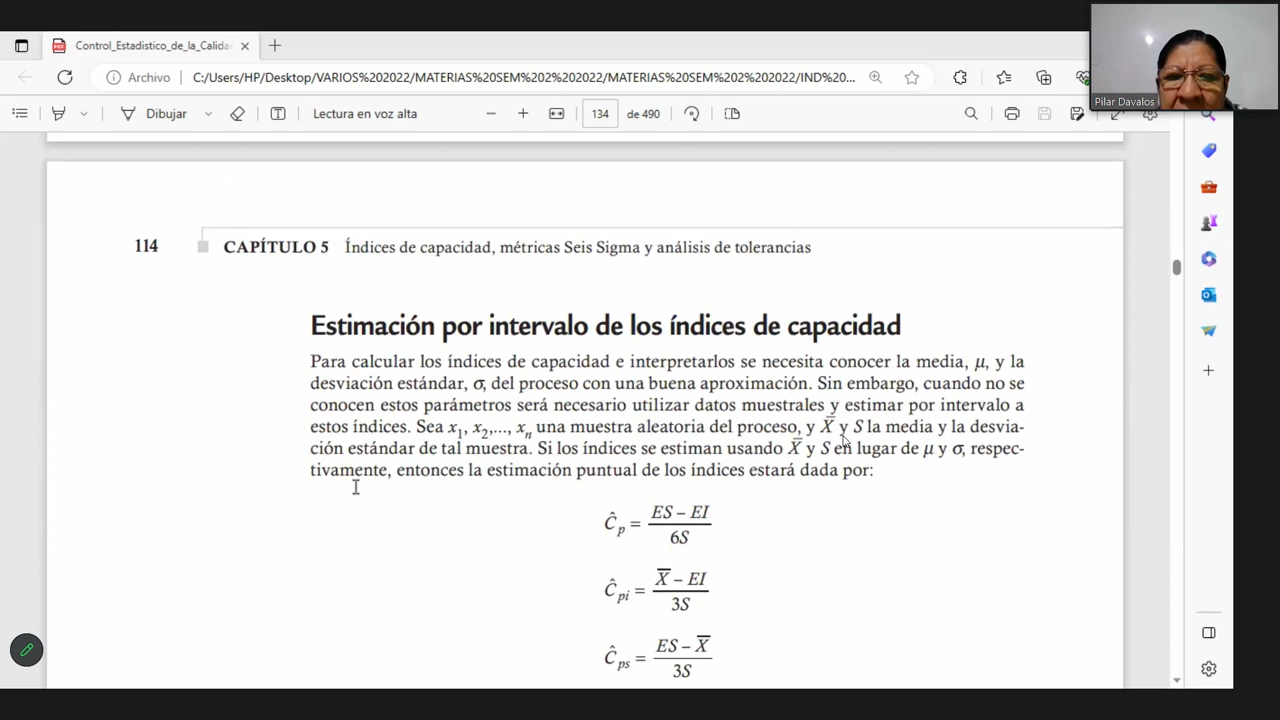 Control_Estadistico_de_la_Calida
Archivo C:/Users/HP/Desktop/VARIOS%202022/MATERIAS%20SEM%202%202022/MATERIAS%20SEM%202%202022/IND%20...
Pilar Davalos
Dibujar Lectura en voz alta 134 de 490
114 CAPÍTULO 5 Índices de capacidad, métricas Seis Sigma y análisis de tolerancias
Estimación por intervalo de los índices de capacidad
Para calcular los índices de capacidad e interpretarlos se necesita conocer la media, μ, y la
desviación estándar, σ, del proceso con una buena aproximación. Sin embargo, cuando no se
conocen estos parámetros será necesario utilizar datos muestrales y estimar por intervalo a
estos índices. Sea x₁, x₂,..., xₙ una muestra aleatoria del proceso, y X̅ y S la media y la desvia-
ción estándar de tal muestra. Si los índices se estiman usando X̅ y S en lugar de μ y σ, respec-
tivamente, entonces la estimación puntual de los índices estará dada por:
Ĉp = (ES – EI) / 6S
Ĉpi = (X̅ – EI) / 3S
Ĉps = (ES – X̅) / 3S